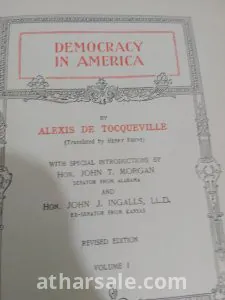 DEMOCRACY
IN AMERICA
BY
ALEXIS DE TOCQUEVILLE
(Translated by Henry Reeve)
WITH SPECIAL INTRODUCTIONS BY
HON. JOHN T. MORGAN
SENATOR FROM ALABAMA
AND
HON. JOHN J. INGALLS, LL.D.
EX-SENATOR FROM KANSAS
REVISED EDITION
VOLUME I
atharsale.com